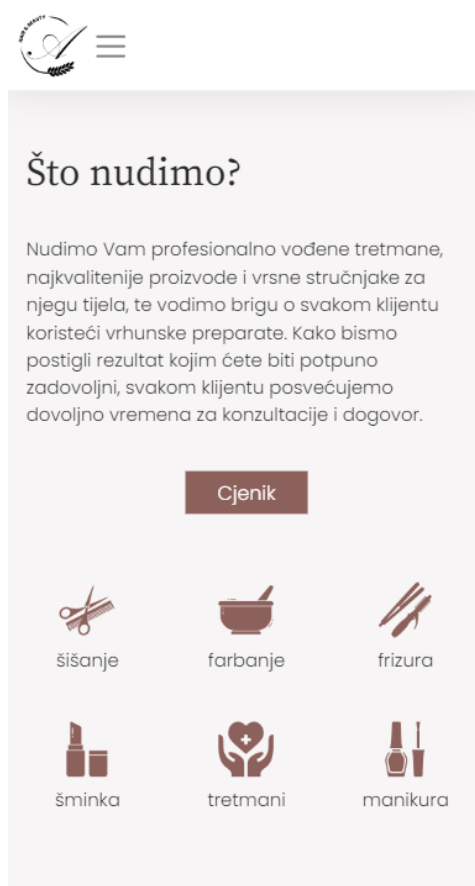 HAIR & BEAUTY
A
Što nudimo?
Nudimo Vam profesionalno vođene tretmane,
najkvalitenije proizvode i vrsne stručnjake za
njegu tijela, te vodimo brigu o svakom klijentu
koristeći vrhunske preparate. Kako bismo
postigli rezultat kojim ćete biti potpuno
zadovoljni, svakom klijentu posvećujemo
dovoljno vremena za konzultacije i dogovor.
Cjenik
šišanje farbanje frizura
šminka tretmani manikura